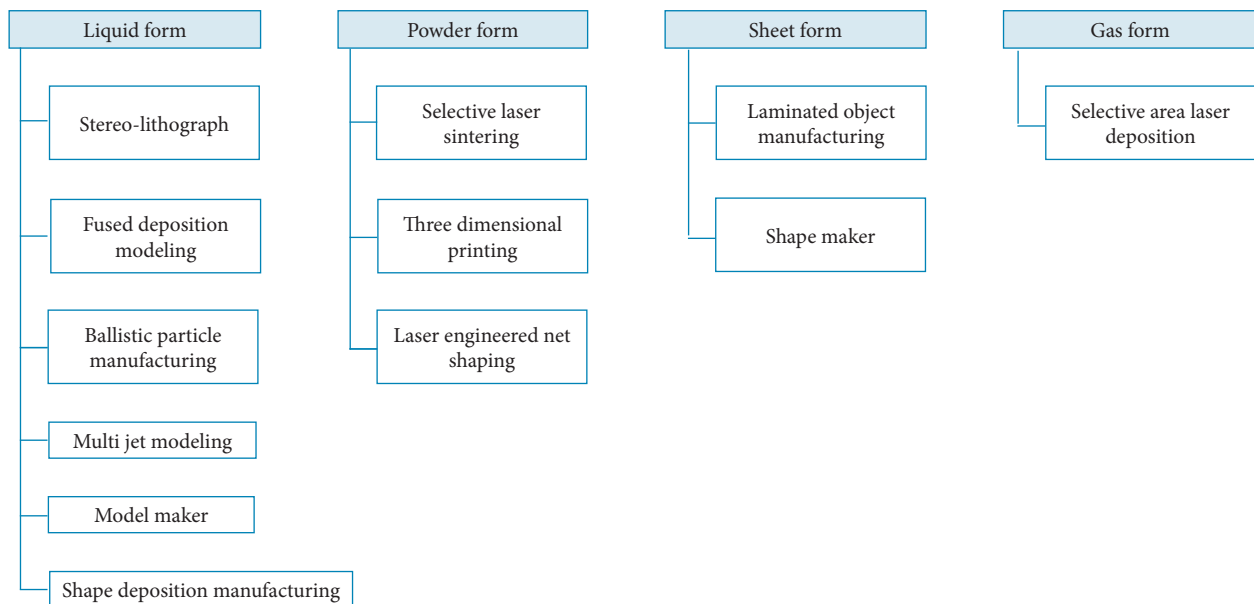 Liquid form
Stereo-lithograph
Fused deposition
modeling
Ballistic particle
manufacturing
Multi jet modeling
Model maker
Shape deposition manufacturing
Powder form
Selective laser
sintering
Three dimensional
printing
Laser engineered net
shaping
Sheet form
Laminated object
manufacturing
Shape maker
Gas form
Selective area laser
deposition